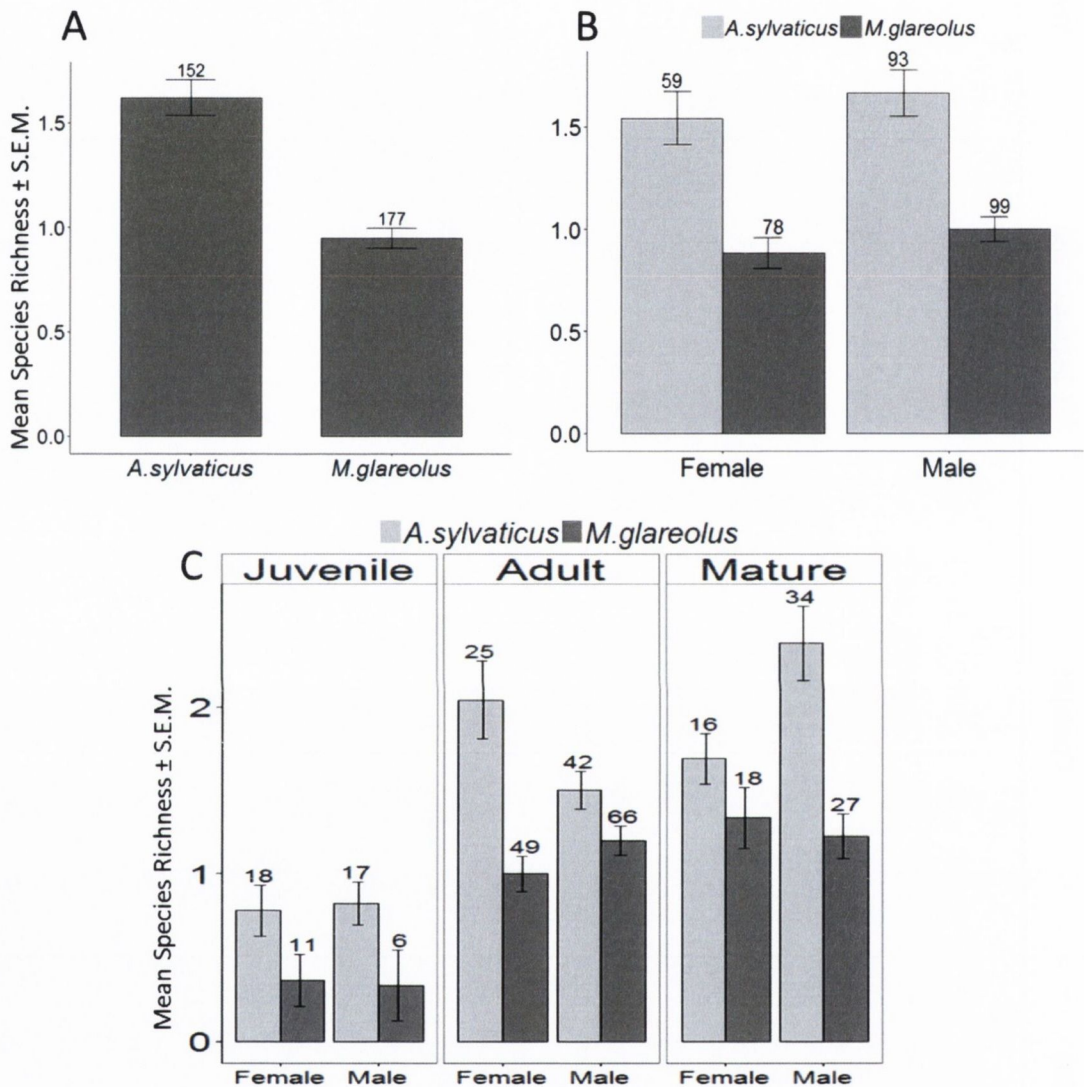 A
Mean Species Richness ± S.E.M.
152
177
1.5
1.0
0.5
0.0
A.sylvaticus M.glareolus
B
A.sylvaticus M.glareolus
59
78
93
99
1.5
1.0
0.5
0.0
Female Male
A.sylvaticus M.glareolus
C
Juvenile Adult Mature
Mean Species Richness ± S.E.M.
2
1
0
18
11
17
6
25
49
42
66
16
18
34
27
Female Male Female Male Female Male